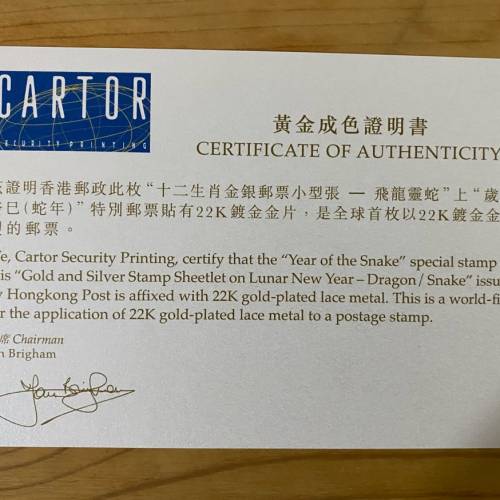 CARTOR
SECURITY PRINTING
黃金成色證明書
CERTIFICATE OF AUTHENTICITY
證明香港郵政此枚“十二生肖金銀郵票小型張 — 飛龍靈蛇”上“歲
巳(蛇年)”特別郵票貼有22K鍍金金片，是全球首枚以22K鍍金金
的郵票。
e, Cartor Security Printing, certify that the “Year of the Snake” special stamp
is “Gold and Silver Stamp Sheetlet on Lunar New Year – Dragon / Snake” issu
y Hongkong Post is affixed with 22K gold-plated lace metal. This is a world-fi
r the application of 22K gold-plated lace metal to a postage stamp.
席 Chairman
n Brigham
Ian Brigham